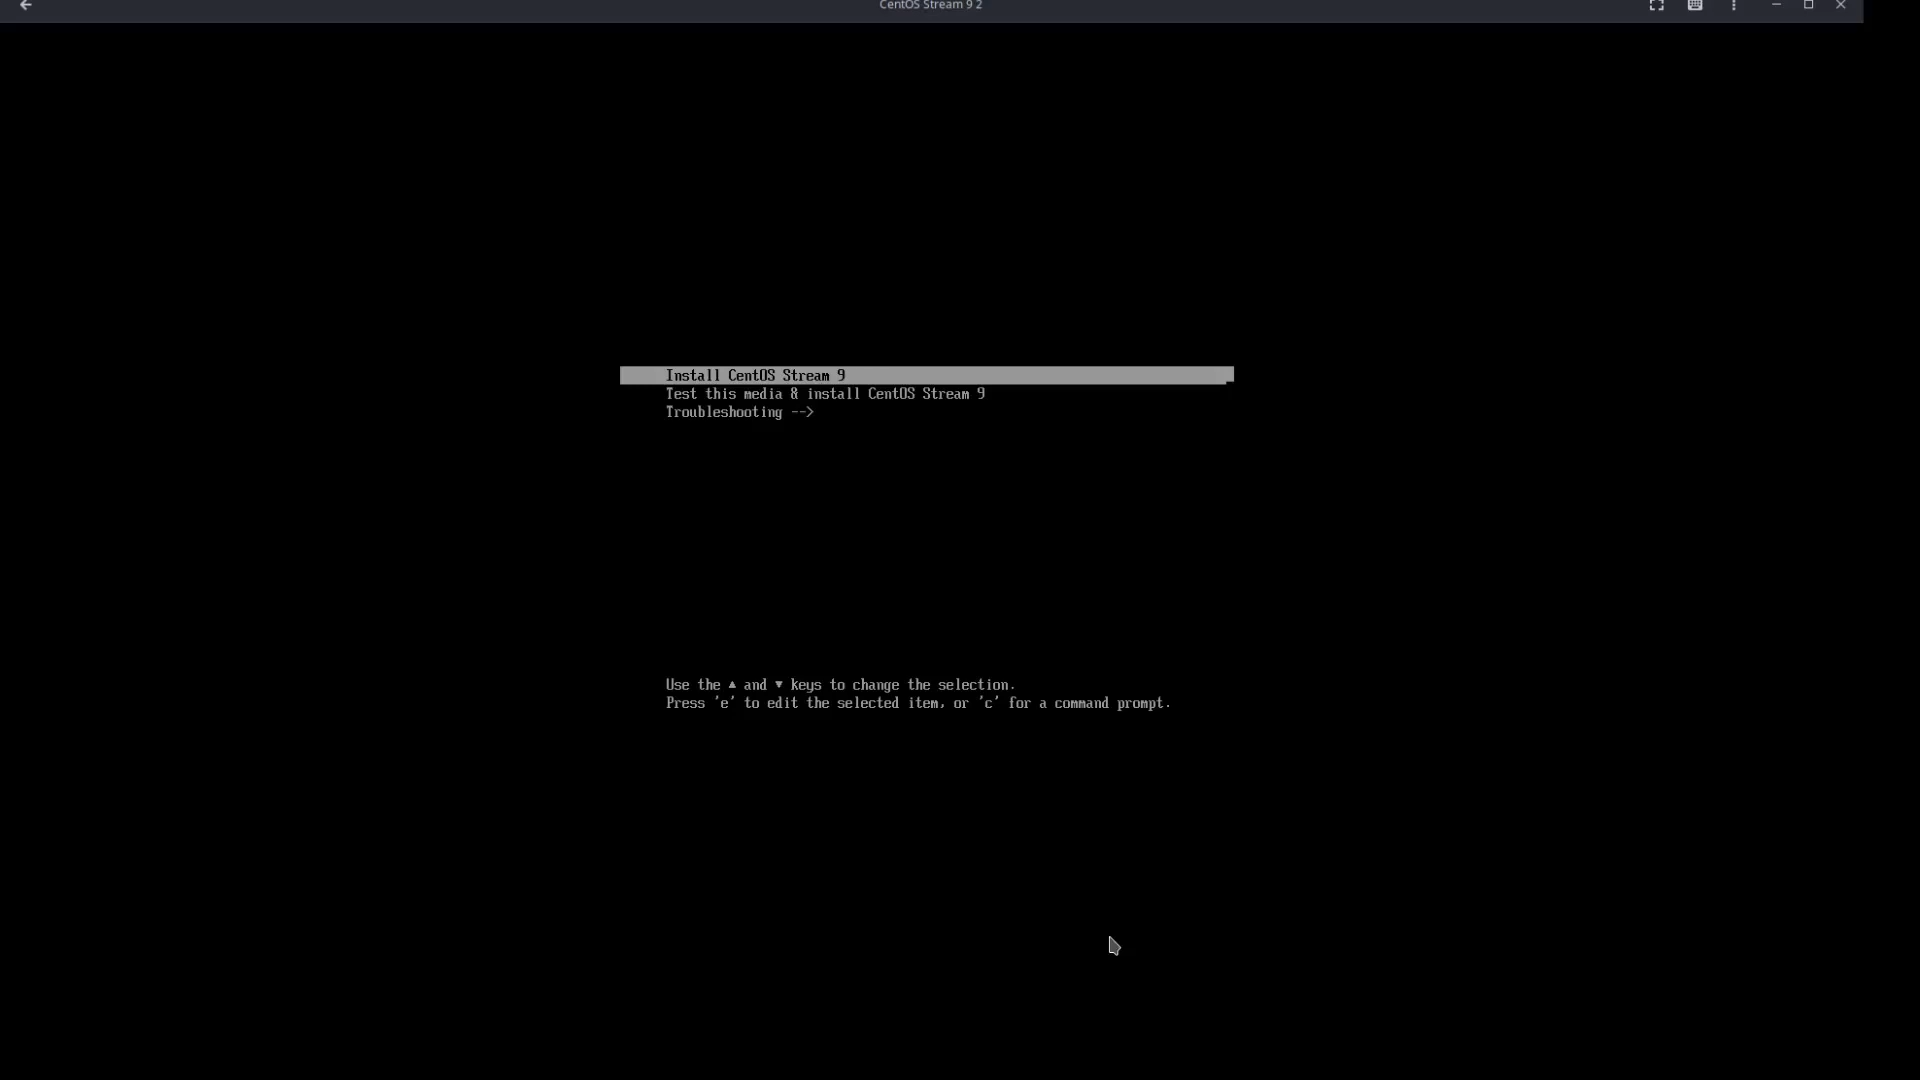 CentOS Stream 9 2
Install CentOS Stream 9
Test this media & install CentOS Stream 9
Troubleshooting -->
Use the ▲ and ▼ keys to change the selection.
Press 'e' to edit the selected item, or 'c' for a command prompt.